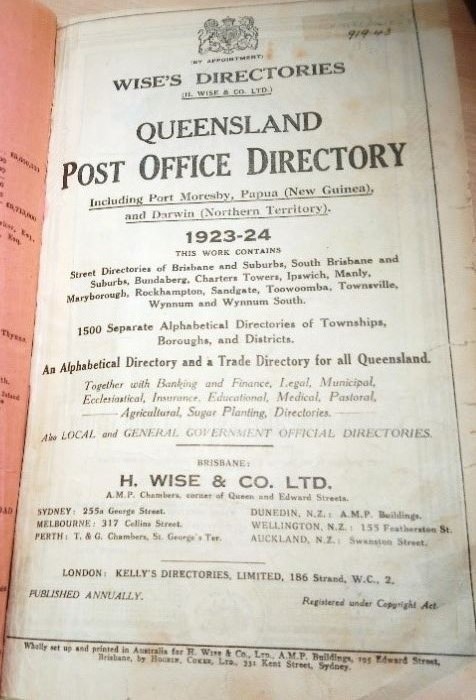 919.43
(BY APPOINTMENT)
WISE'S DIRECTORIES
(H. WISE & CO. LTD.)
QUEENSLAND
POST OFFICE DIRECTORY
Including Port Moresby, Papua (New Guinea),
and Darwin (Northern Territory).
1923-24
THIS WORK CONTAINS
Street Directories of Brisbane and Suburbs, South Brisbane and
Suburbs, Bundaberg, Charters Towers, Ipswich, Manly,
Maryborough, Rockhampton, Sandgate, Toowoomba, Townsville,
Wynnum and Wynnum South.
1500 Separate Alphabetical Directories of Townships,
Boroughs, and Districts.
An Alphabetical Directory and a Trade Directory for all Queensland.
Together with Banking and Finance, Legal, Municipal,
Ecclesiastical, Insurance, Educational, Medical, Pastoral,
Agricultural, Sugar Planting, Directories.
Also LOCAL and GENERAL GOVERNMENT OFFICIAL DIRECTORIES.
BRISBANE:
H. WISE & CO. LTD.
A.M.P. Chambers, corner of Queen and Edward Streets.
SYDNEY: 255a George Street. DUNEDIN, N.Z.: A.M.P. Buildings.
MELBOURNE: 317 Collins Street. WELLINGTON, N.Z.: 155 Featherston St.
PERTH: T. & G. Chambers, St. George's Ter. AUCKLAND, N.Z.: Swanston Street.
LONDON: KELLY'S DIRECTORIES, LIMITED, 186 Strand, W.C., 2.
PUBLISHED ANNUALLY.
Registered under Copyright Act.
Wholly set up and printed in Australia for H. Wise & Co., Ltd., A.M.P. Buildings, 195 Edward Street,
Brisbane, by Ltd., 231 Kent Street, Sydney.